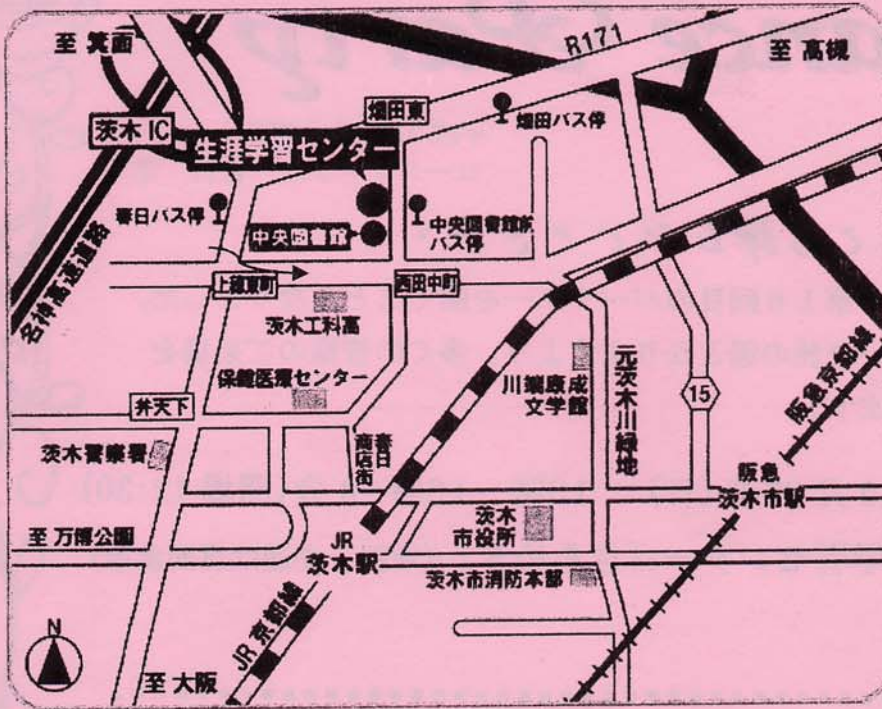 至 箕面
R171
至 高槻
畑田東
畑田バス停
茨木 IC
生涯学習センター
春日バス停
中央図書館
中央図書館前
バス停
名神高速道路
上穂東町
西田中町
茨木工科高
保健医療センター
川端康成
文学館
元茨木川緑地
15
阪急京都線
弁天下
茨木警察署
春日
商店街
阪急
茨木市駅
茨木
市役所
至 万博公園
JR
茨木駅
茨木市消防本部
JR 京都線
N
至 大阪